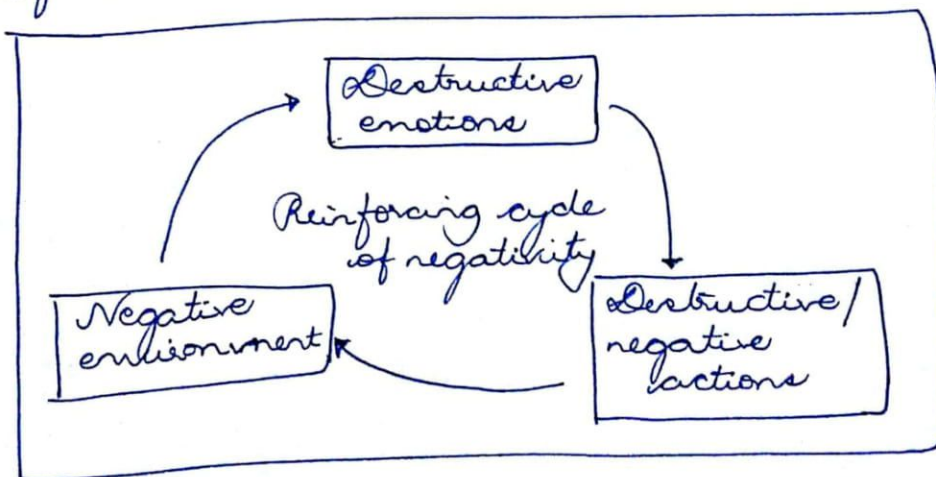 Destructive
emotions
Reinforcing cycle
of negativity
Negative
environment
Destructive/
negative
actions